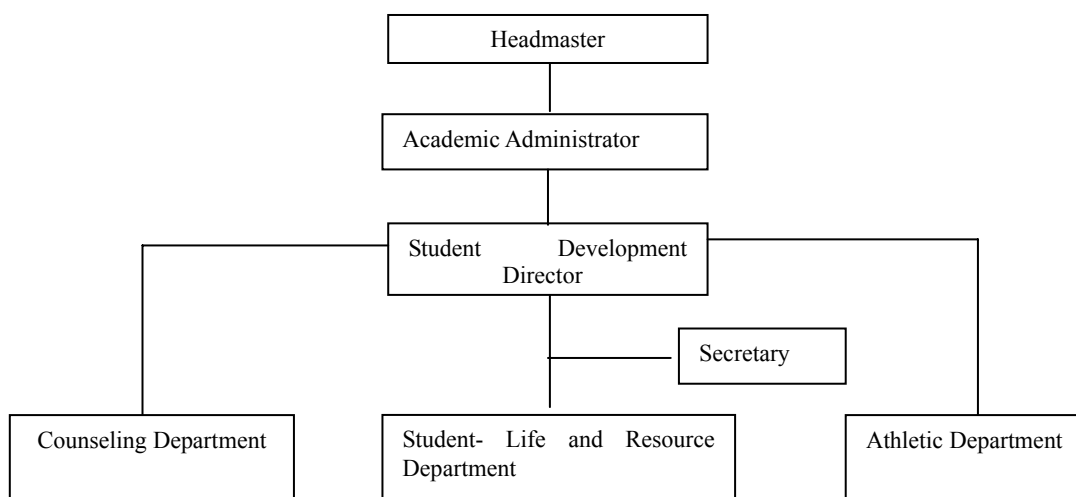 Headmaster
Academic Administrator
Student Development
Director
Secretary
Counseling Department
Student- Life and Resource
Department
Athletic Department